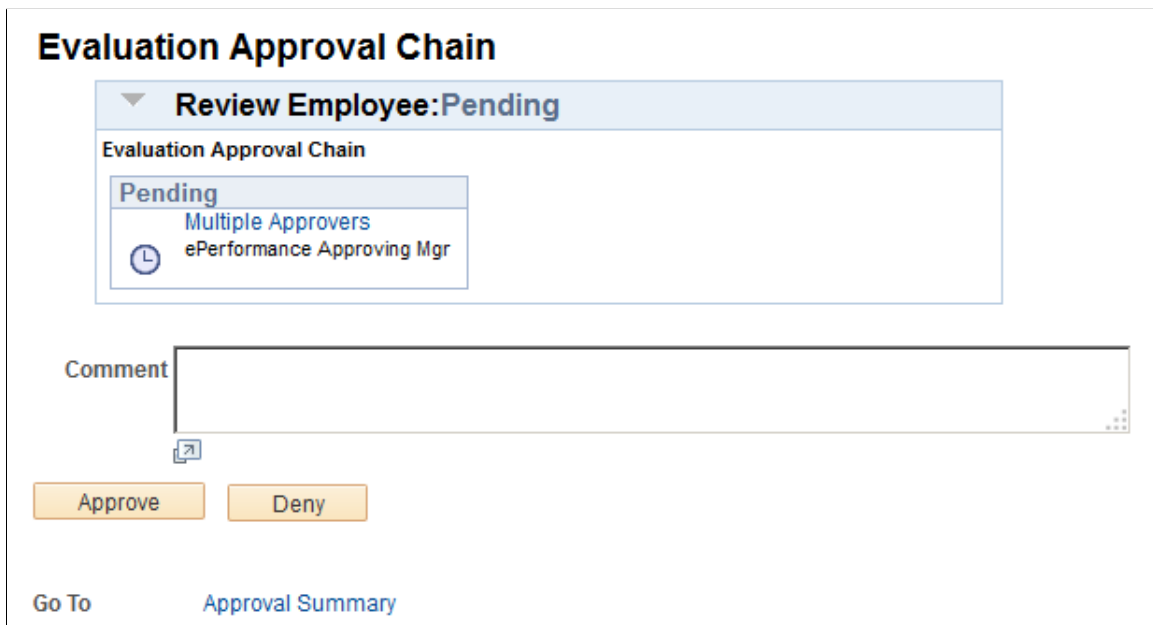 Evaluation Approval Chain
Review Employee:Pending
Evaluation Approval Chain
Pending
Multiple Approvers
ePerformance Approving Mgr
Comment
Approve Deny
Go To Approval Summary